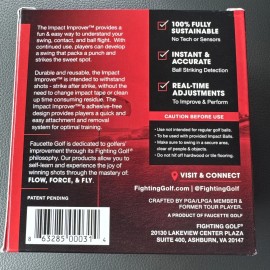 The Impact Improver™ provides a
fun & easy way to understand your
swing, contact, and ball flight. With
continued use, players can develop
a swing that packs a punch and
strikes the sweet spot.
Durable and reusable, the Impact
Improver™ is designed to withstand
shots - strike after strike, without the
need to change impact tape or clean
up time consuming residue. The
Impact Improver™'s adhesive-free
design provides players a quick and
easy attachment and removal
system for optimal training.
Faucette Golf is dedicated to golfers'
improvement through its Fighting Golf®
philosophy. Our products allow you to
self-learn and experience the joy of
winning shots through the mastery of
FLOW, FORCE, & FLY.
PATENT PENDING
8 63285 00031 4
100% FULLY
SUSTAINABLE
No Tech or Sensors
INSTANT &
ACCURATE
Ball Striking Detection
REAL-TIME
ADJUSTMENTS
To Improve & Perform
CAUTION BEFORE USE
• Use not intended for regular golf balls.
• To be used with provided Impact Balls.
• Make sure to swing in a secure area,
clear of people & objects.
• Do not hit off hardwood or tile flooring.
VISIT & CONNECT
FightingGolf.com | @FightingGolf
CRAFTED BY PGA/LPGA MEMBER &
FORMER TOUR PLAYER.
A PRODUCT OF FAUCETTE GOLF
FIGHTING GOLF®
20130 LAKEVIEW CENTER PLAZA
SUITE 400, ASHBURN, VA 20147